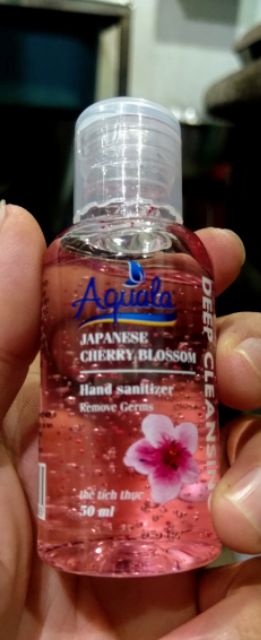 Aquala
JAPANESE
CHERRY BLOSSOM
Hand sanitizer
Remove Germs
thể tích thực
50 ml
DEEP CLEANSIN